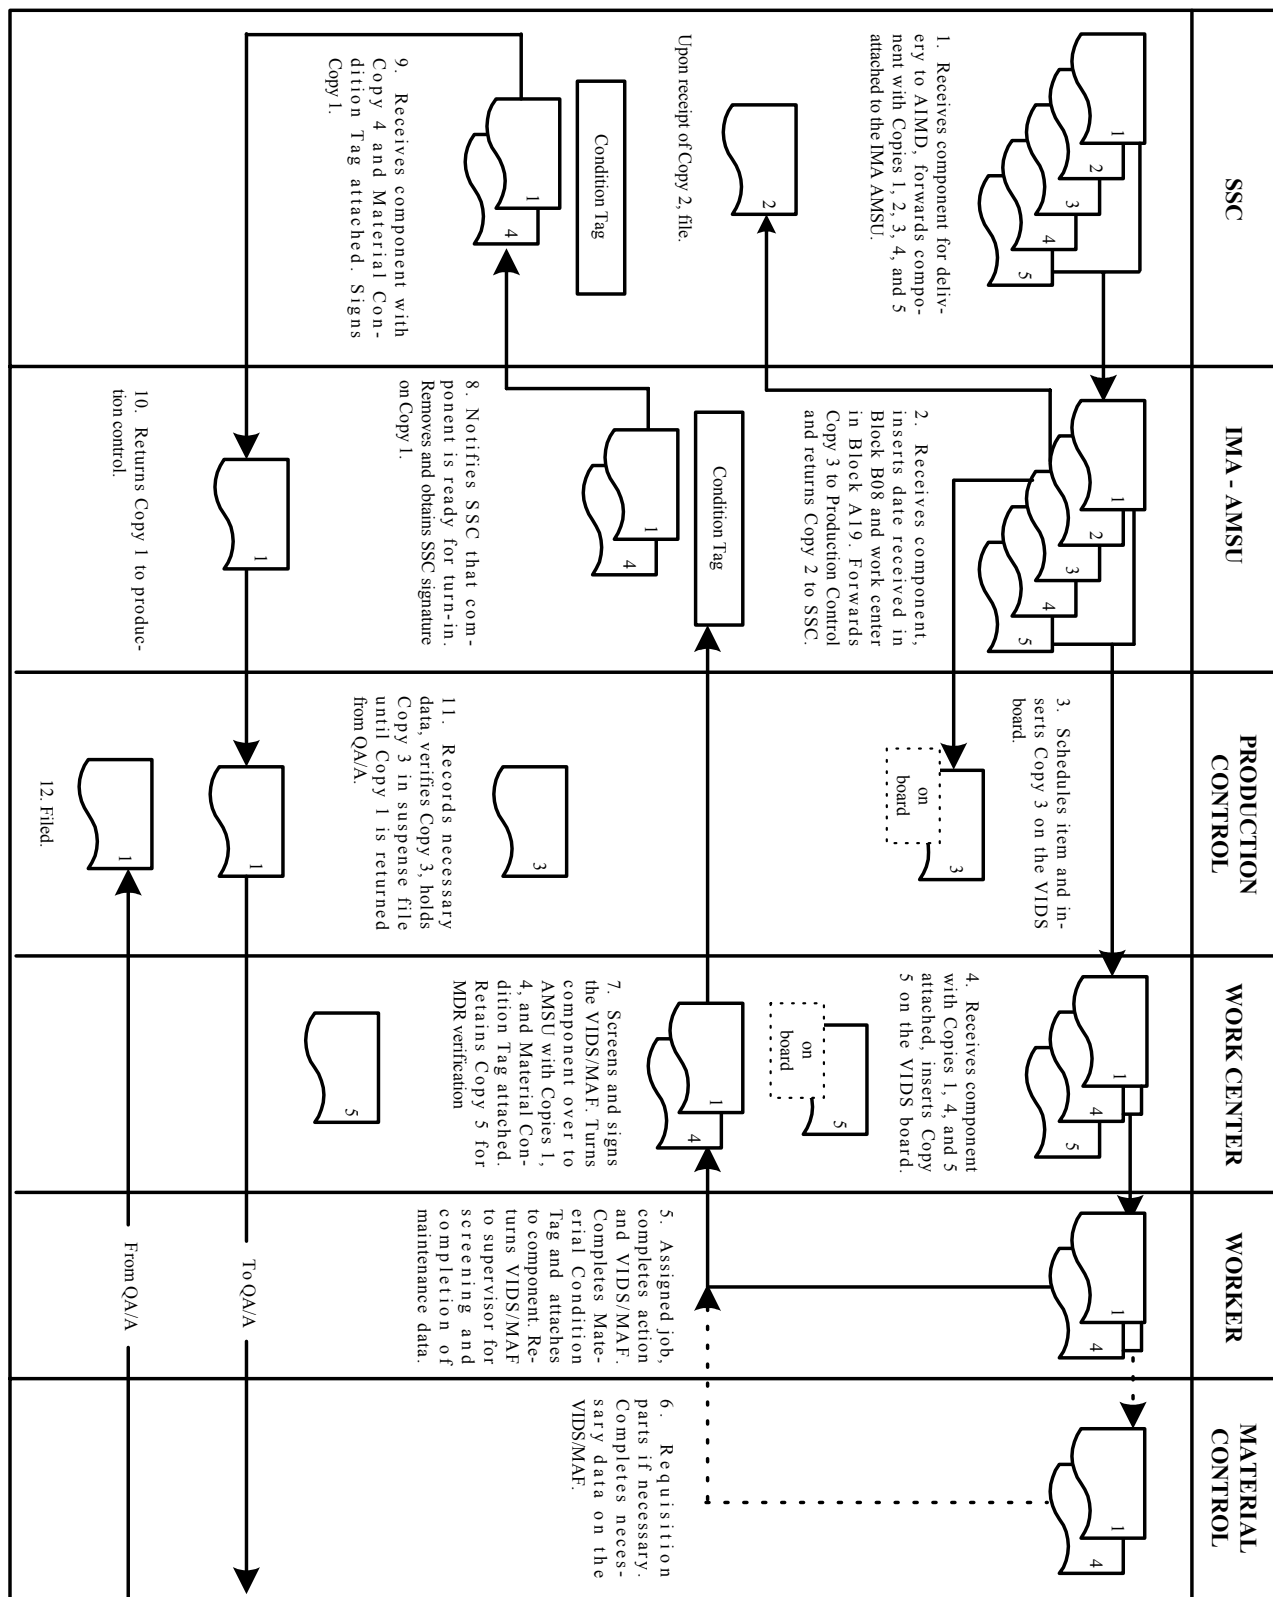 SSC
IMA - AMSU
PRODUCTION
CONTROL
WORK CENTER
WORKER
MATERIAL
CONTROL
1
2
3
4
5
1. Receives component for deliv-
ery to AIMD, forwards compo-
nent with Copies 1, 2, 3, 4, and 5
attached to the IMA AMSU.
2
Upon receipt of Copy 2, file.
Condition Tag
1
4
9. Receives component with
Copy 4 and Material Con-
dition Tag attached. Signs
Copy 1.
1
2
3
4
5
2. Receives component,
inserts date received in
Block B08 and work center
in Block A19. Forwards
Copy 3 to Production Control
and returns Copy 2 to SSC.
Condition Tag
1
4
8. Notifies SSC that com-
ponent is ready for turn-in.
Removes and obtains SSC signature
on Copy 1.
1
10. Returns Copy 1 to produc-
tion control.
3. Schedules item and in-
serts Copy 3 on the VIDS
board.
on
board
3
3
11. Records necessary
data, verifies Copy 3, holds
Copy 3 in suspense file
until Copy 1 is returned
from QA/A.
1
1
12. Filed.
1
4
5
4. Receives component
with Copies 1, 4, and 5
attached, inserts Copy
5 on the VIDS board.
on
board
5
1
4
7. Screens and signs
the VIDS/MAF. Turns
component over to
AMSU with Copies 1,
4, and Material Con-
dition Tag attached.
Retains Copy 5 for
MDR verification
5
1
4
5. Assigned job,
completes action
and VIDS/MAF.
Completes Mate-
rial Condition
Tag and attaches
to component. Re-
turns VIDS/MAF
to supervisor for
screening and
completion of
maintenance data.
To QA/A
From QA/A
1
4
6. Requisition
parts if necessary.
Completes neces-
sary data on the
VIDS/MAF.